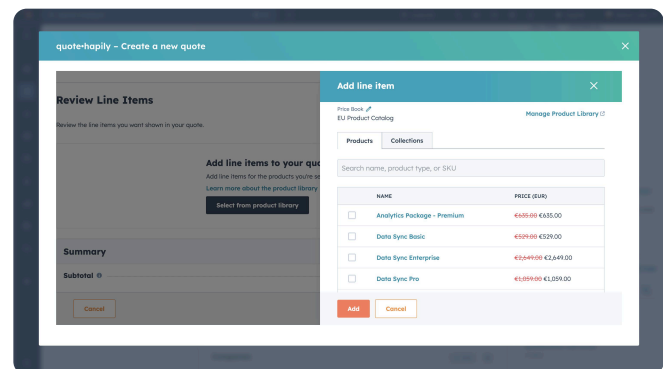 quote•hapily – Create a new quote
Review Line Items
Review the line items you want shown in your quote.
Add line items to your quo
Add line items for the products you're se
Learn more about the product library
Select from product library
Summary
Subtotal
Cancel
Add line item
Price Book
EU Product Catalog
Manage Product Library
Products Collections
Search name, product type, or SKU
NAME PRICE (EUR)
Analytics Package - Premium €635.00 €635.00
Data Sync Basic €529.00 €529.00
Data Sync Enterprise €2,649.00 €2,649.00
Data Sync Pro €1,059.00 €1,059.00
Add Cancel